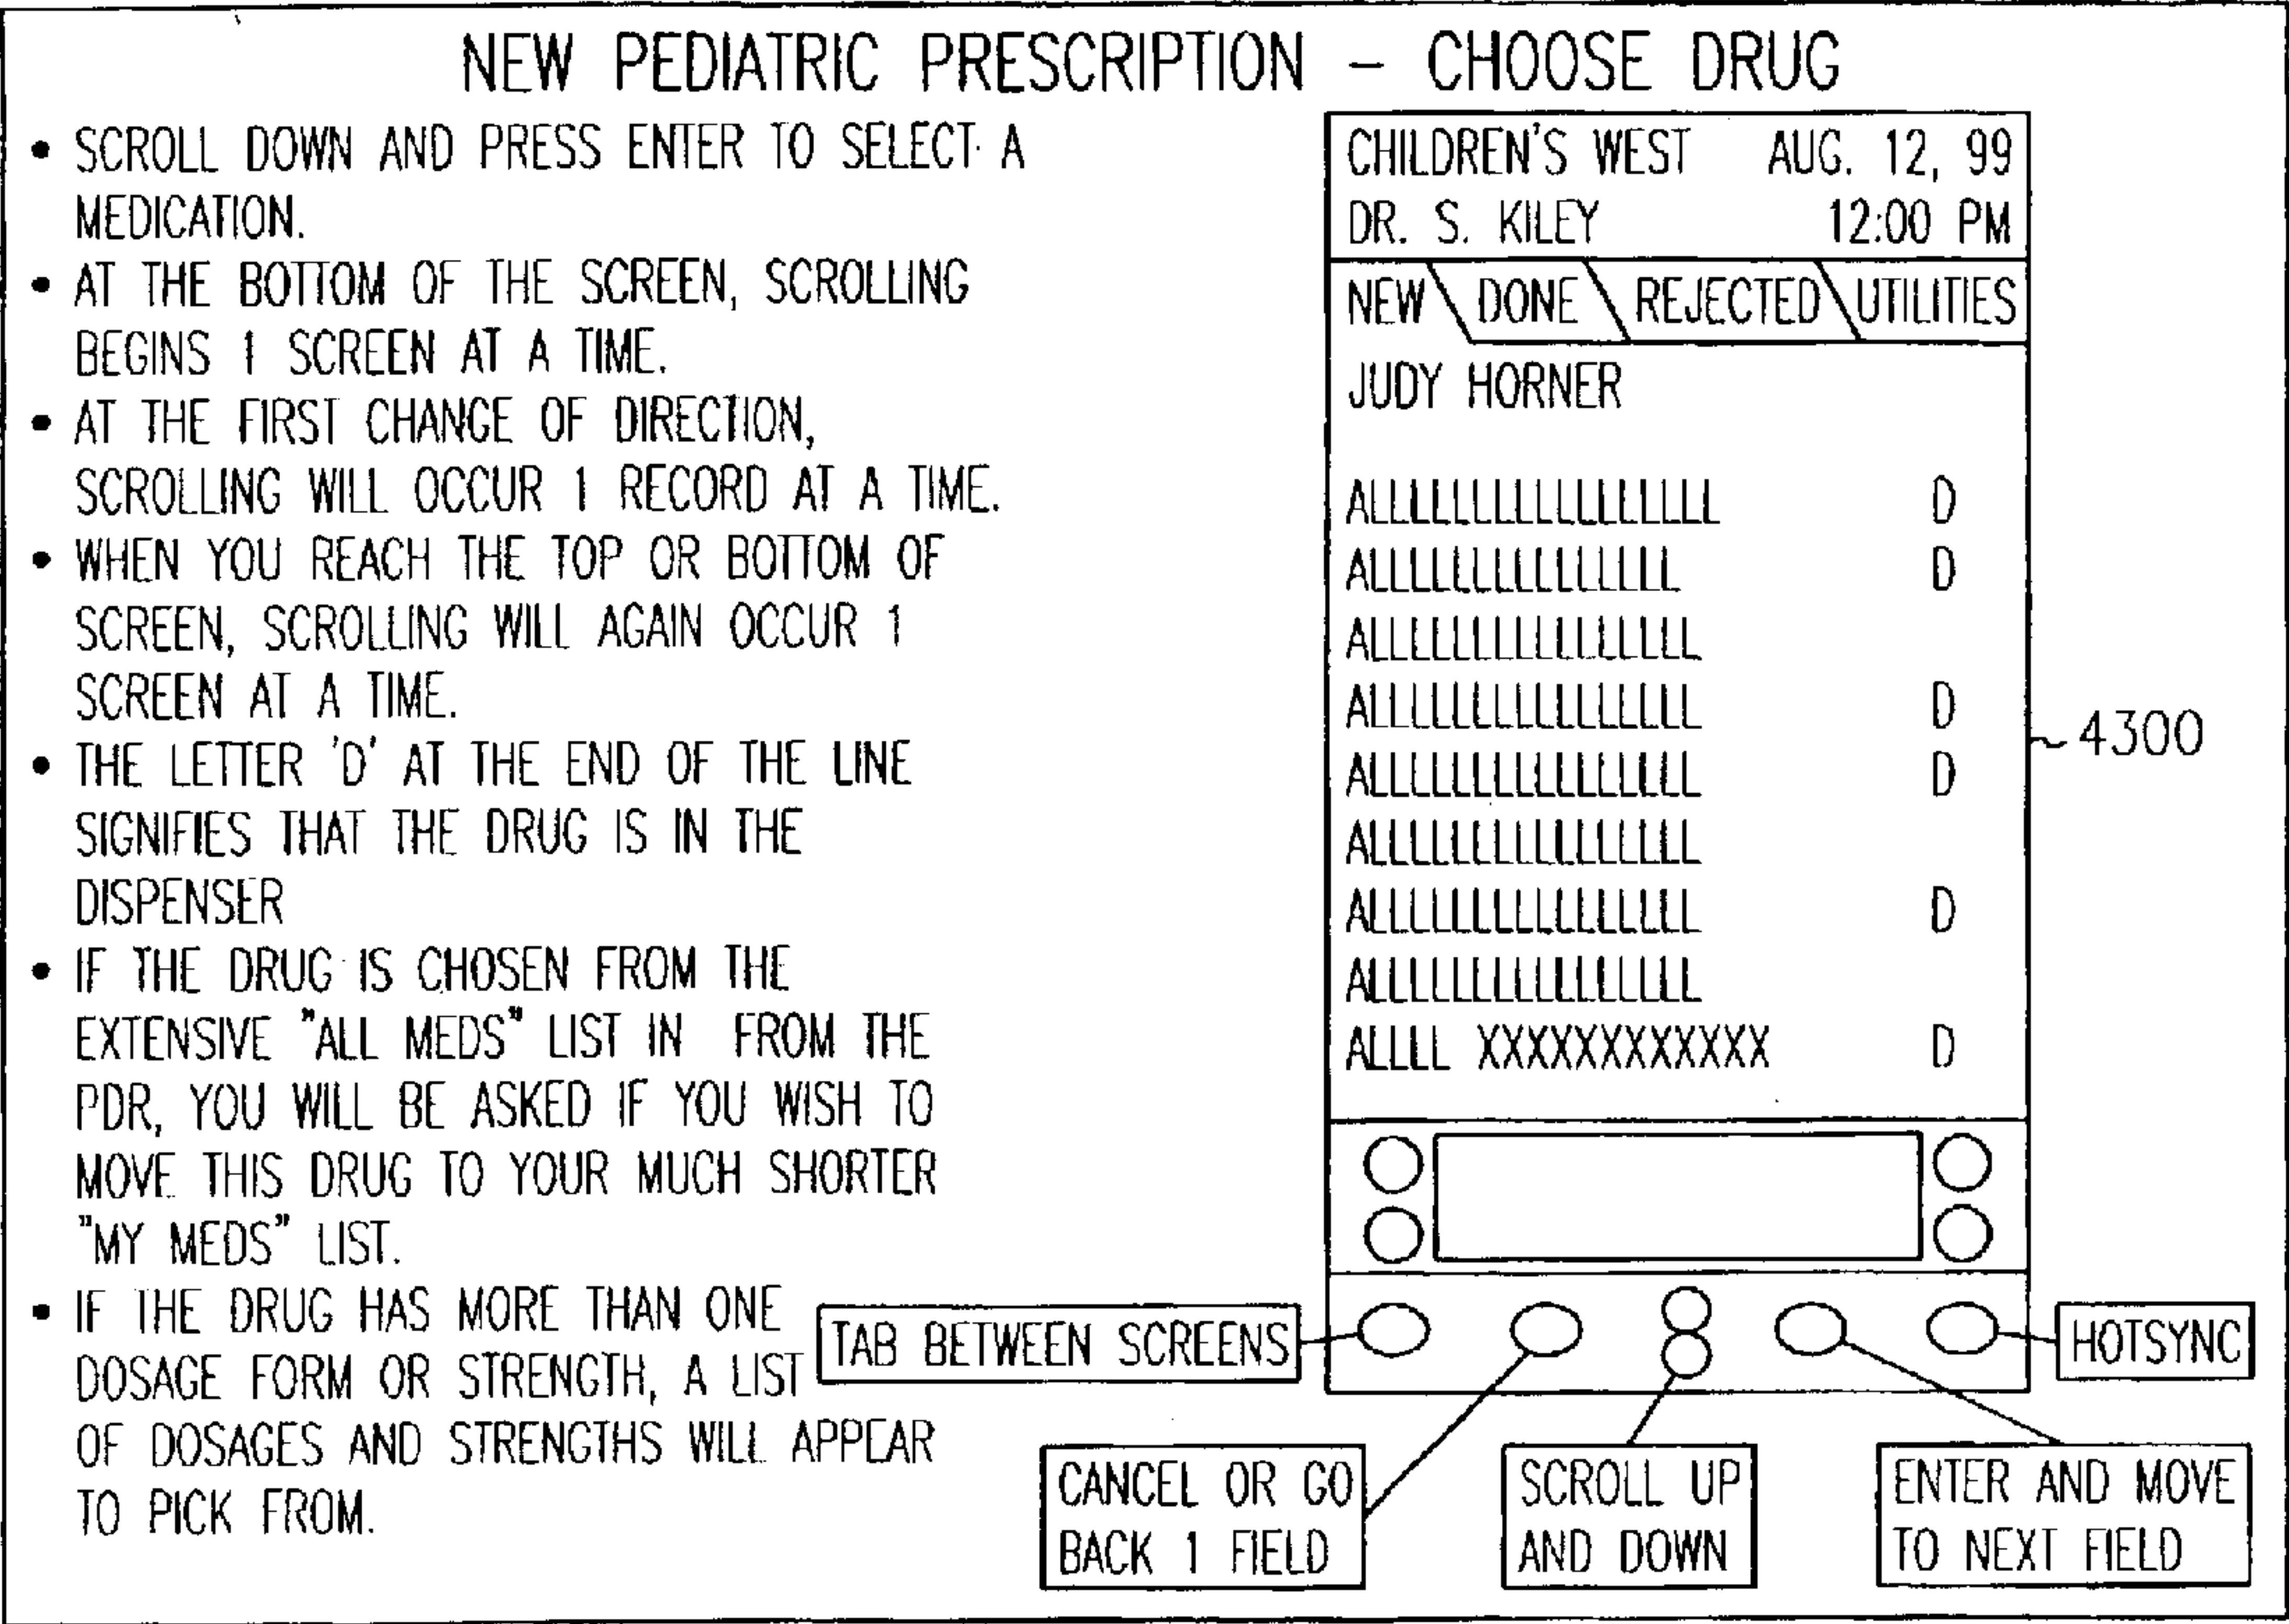 NEW PEDIATRIC PRESCRIPTION – CHOOSE DRUG
• SCROLL DOWN AND PRESS ENTER TO SELECT A
MEDICATION.
• AT THE BOTTOM OF THE SCREEN, SCROLLING
BEGINS 1 SCREEN AT A TIME.
• AT THE FIRST CHANGE OF DIRECTION,
SCROLLING WILL OCCUR 1 RECORD AT A TIME.
• WHEN YOU REACH THE TOP OR BOTTOM OF
SCREEN, SCROLLING WILL AGAIN OCCUR 1
SCREEN AT A TIME.
• THE LETTER 'D' AT THE END OF THE LINE
SIGNIFIES THAT THE DRUG IS IN THE
DISPENSER
• IF THE DRUG IS CHOSEN FROM THE
EXTENSIVE "ALL MEDS" LIST IN FROM THE
PDR, YOU WILL BE ASKED IF YOU WISH TO
MOVE THIS DRUG TO YOUR MUCH SHORTER
"MY MEDS" LIST.
• IF THE DRUG HAS MORE THAN ONE
DOSAGE FORM OR STRENGTH, A LIST
OF DOSAGES AND STRENGTHS WILL APPEAR
TO PICK FROM.
CHILDREN'S WEST AUG. 12, 99
DR. S. KILEY 12:00 PM
NEW DONE REJECTED UTILITIES
JUDY HORNER
ALLLLLLLLLLLLLLLLL D
ALLLLLLLLLLLLLLL D
ALLLLLLLLLLLLLLLL
ALLLLLLLLLLLLLLLL D
ALLLLLLLLLLLLLLLL D
ALLLLLLLLLLLLLLLL
ALLLLLLLLLLLLLLLL D
ALLLLLLLLLLLLLLLL
ALLLL XXXXXXXXXXXX D
4300
TAB BETWEEN SCREENS
HOTSYNC
CANCEL OR GO
BACK 1 FIELD
SCROLL UP
AND DOWN
ENTER AND MOVE
TO NEXT FIELD